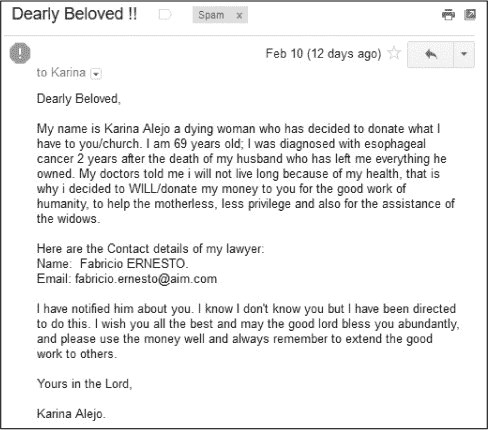 Dearly Beloved !!
Spam x
Feb 10 (12 days ago)
to Karina
Dearly Beloved,
My name is Karina Alejo a dying woman who has decided to donate what I
have to you/church. I am 69 years old; I was diagnosed with esophageal
cancer 2 years after the death of my husband who has left me everything he
owned. My doctors told me i will not live long because of my health, that is
why i decided to WILL/donate my money to you for the good work of
humanity, to help the motherless, less privilege and also for the assistance of
the widows.
Here are the Contact details of my lawyer:
Name: Fabricio ERNESTO.
Email: fabricio.ernesto@aim.com
I have notified him about you. I know I don't know you but I have been directed
to do this. I wish you all the best and may the good lord bless you abundantly,
and please use the money well and always remember to extend the good
work to others.
Yours in the Lord,
Karina Alejo.